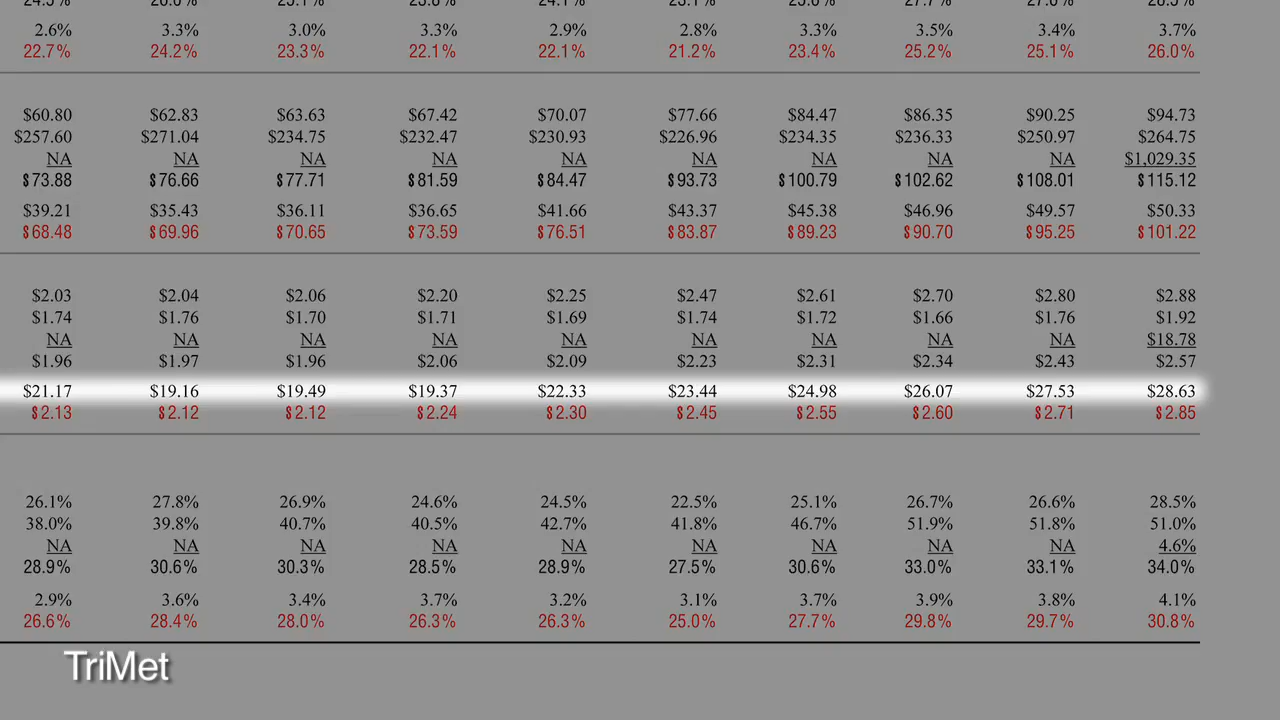 2.6% 3.3% 3.0% 3.3% 2.9% 2.8% 3.3% 3.5% 3.4% 3.7%
22.7% 24.2% 23.3% 22.1% 22.1% 21.2% 23.4% 25.2% 25.1% 26.0%
$60.80 $62.83 $63.63 $67.42 $70.07 $77.66 $84.47 $86.35 $90.25 $94.73
$257.60 $271.04 $234.75 $232.47 $230.93 $226.96 $234.35 $236.33 $250.97 $264.75
NA NA NA NA NA NA NA NA NA $1,029.35
$73.88 $76.66 $77.71 $81.59 $84.47 $93.73 $100.79 $102.62 $108.01 $115.12
$39.21 $35.43 $36.11 $36.65 $41.66 $43.37 $45.38 $46.96 $49.57 $50.33
$68.48 $69.96 $70.65 $73.59 $76.51 $83.87 $89.23 $90.70 $95.25 $101.22
$2.03 $2.04 $2.06 $2.20 $2.25 $2.47 $2.61 $2.70 $2.80 $2.88
$1.74 $1.76 $1.70 $1.71 $1.69 $1.74 $1.72 $1.66 $1.76 $1.92
NA NA NA NA NA NA NA NA NA $18.78
$1.96 $1.97 $1.96 $2.06 $2.09 $2.23 $2.31 $2.34 $2.43 $2.57
$21.17 $19.16 $19.49 $19.37 $22.33 $23.44 $24.98 $26.07 $27.53 $28.63
$2.13 $2.12 $2.12 $2.24 $2.30 $2.45 $2.55 $2.60 $2.71 $2.85
26.1% 27.8% 26.9% 24.6% 24.5% 22.5% 25.1% 26.7% 26.6% 28.5%
38.0% 39.8% 40.7% 40.5% 42.7% 41.8% 46.7% 51.9% 51.8% 51.0%
NA NA NA NA NA NA NA NA NA 4.6%
28.9% 30.6% 30.3% 28.5% 28.9% 27.5% 30.6% 33.0% 33.1% 34.0%
2.9% 3.6% 3.4% 3.7% 3.2% 3.1% 3.7% 3.9% 3.8% 4.1%
26.6% 28.4% 28.0% 26.3% 26.3% 25.0% 27.7% 29.8% 29.7% 30.8%
TriMet